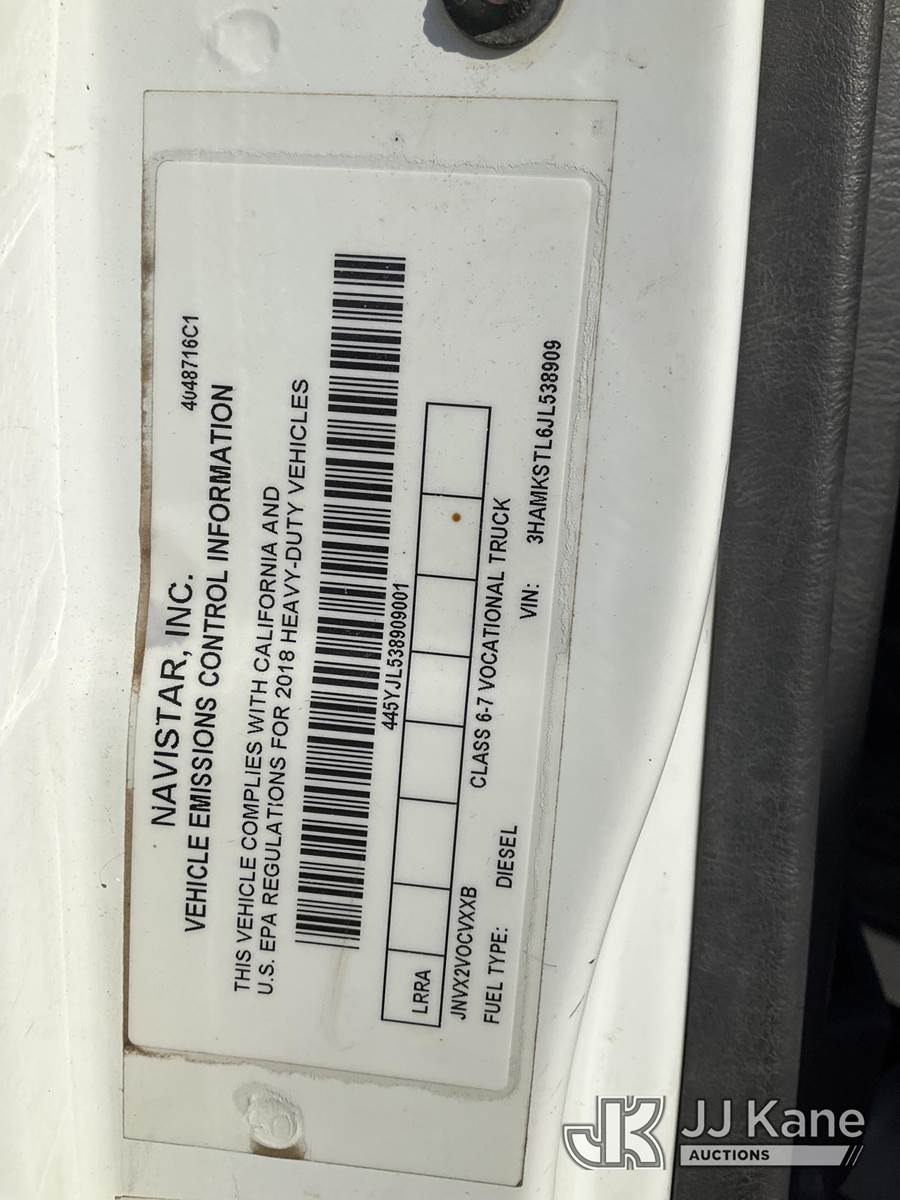 4048716C1
NAVISTAR, INC.
VEHICLE EMISSIONS CONTROL INFORMATION
THIS VEHICLE COMPLIES WITH CALIFORNIA AND
U.S. EPA REGULATIONS FOR 2018 HEAVY-DUTY VEHICLES
445YJL538909001
LRRA
JNVX2VOCVXXB CLASS 6-7 VOCATIONAL TRUCK
FUEL TYPE: DIESEL VIN: 3HAMKSTL6JL538909
JK JJ Kane
AUCTIONS